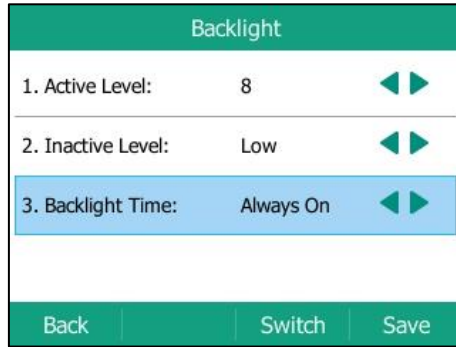 Backlight
1. Active Level: 8
2. Inactive Level: Low
3. Backlight Time: Always On
Back Switch Save